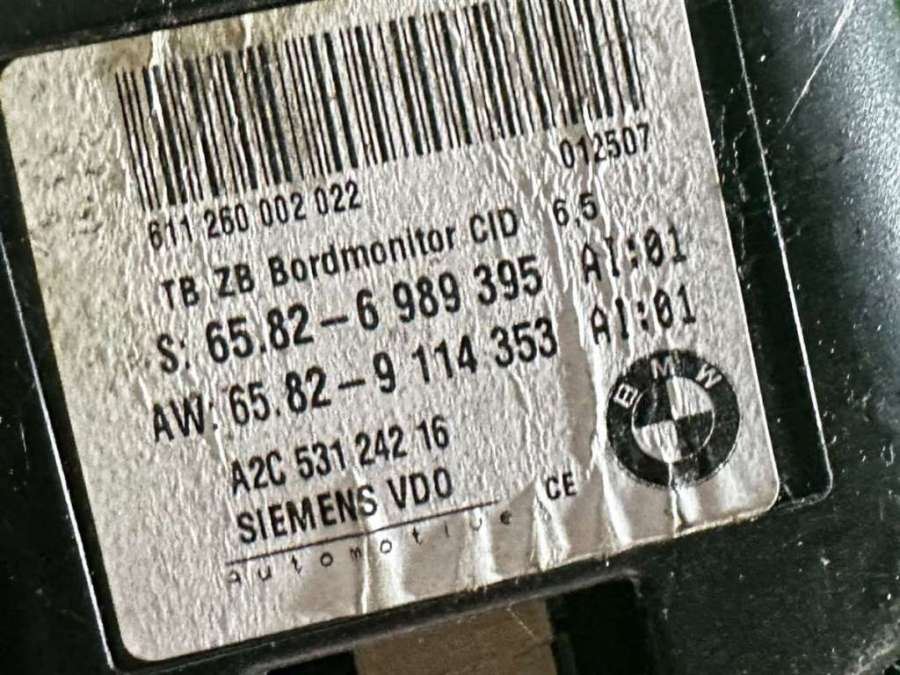 012507
611 260 002 022
TB ZB Bordmonitor CID 6,5
S: 65.82-6 989 395 AI:01
AW: 65.82-9 114 353 AI:01
A2C 531 242 16
SIEMENS VDO
automotive CE
BMW